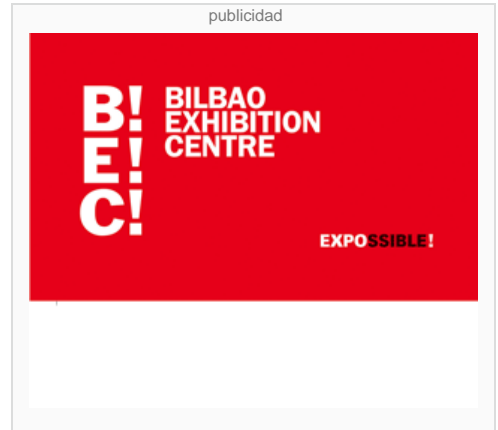 publicidad
B!
E!
C!
BILBAO
EXHIBITION
CENTRE
EXPOSSIBLE!